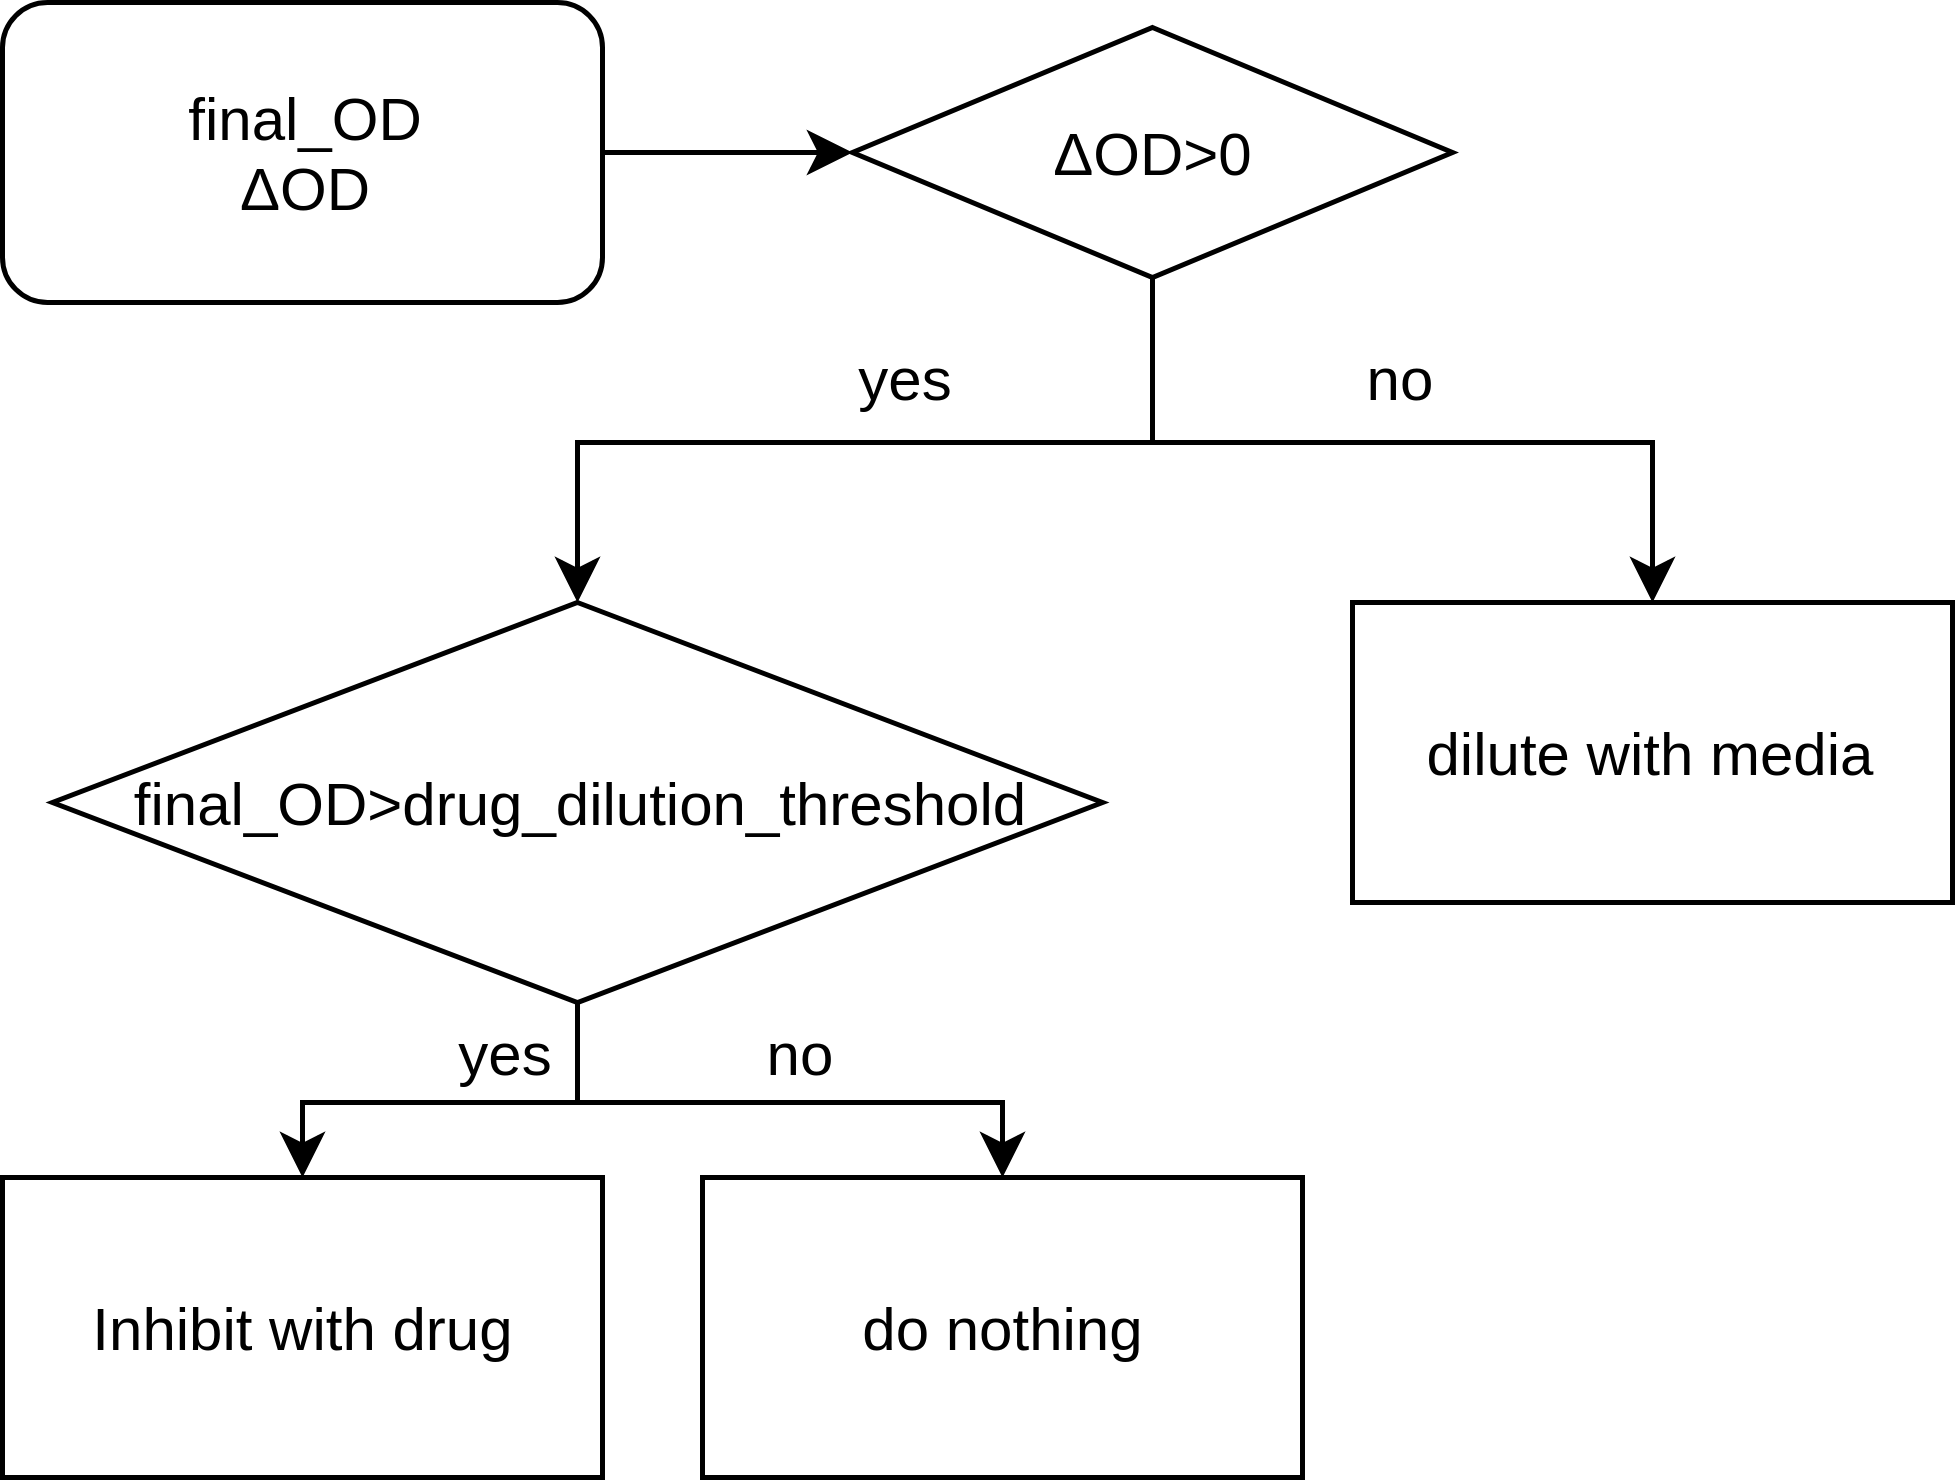 final_OD
ΔOD
ΔOD>0
yes
no
final_OD>drug_dilution_threshold
dilute with media
yes
no
Inhibit with drug
do nothing